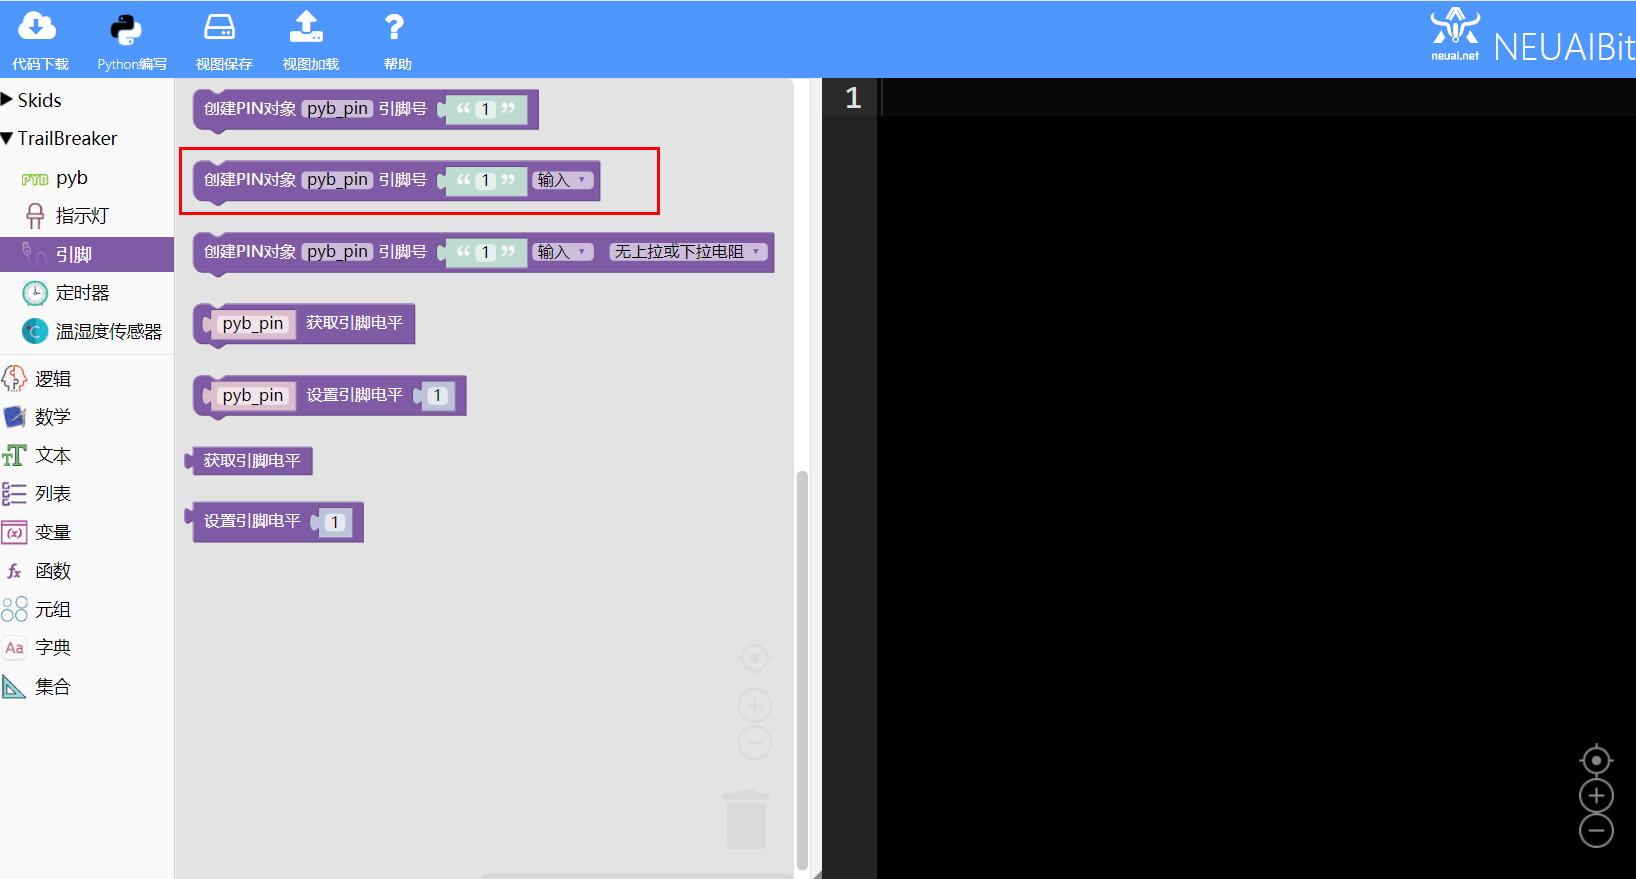 代码下载 Python编写 视图保存 视图加载 帮助
neuai.net NEUAIBit
Skids
TrailBreaker
PYB pyb
指示灯
引脚
定时器
C 温湿度传感器
逻辑
数学
TT 文本
列表
(x) 变量
fx 函数
元组
Aa 字典
集合
创建PIN对象 pyb_pin 引脚号 “ 1 ”
创建PIN对象 pyb_pin 引脚号 “ 1 ” 输入
创建PIN对象 pyb_pin 引脚号 “ 1 ” 输入 无上拉或下拉电阻
pyb_pin 获取引脚电平
pyb_pin 设置引脚电平 1
获取引脚电平
设置引脚电平 1
1